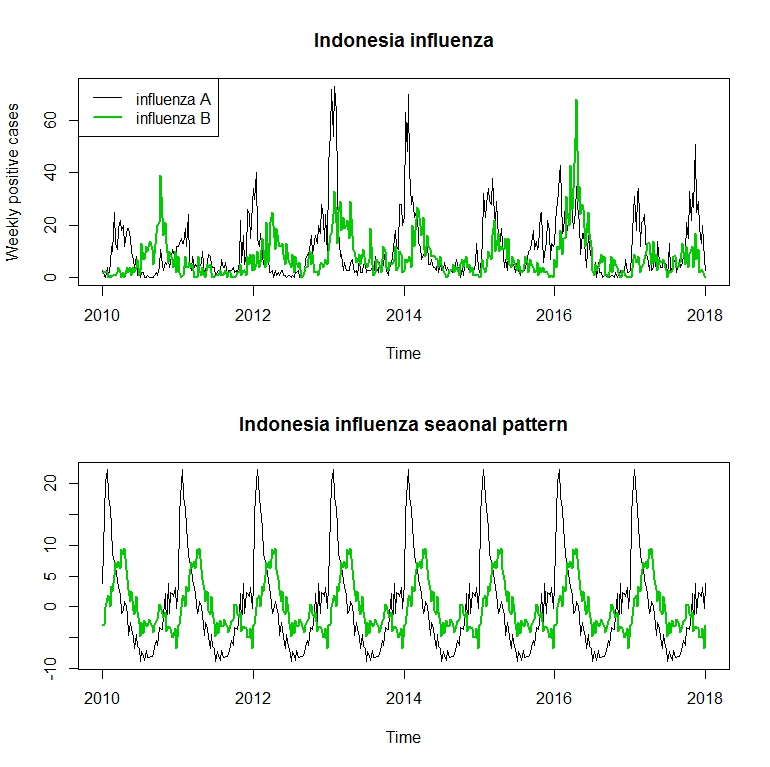 Indonesia influenza
influenza A
influenza B
Weekly positive cases
60
40
20
0
2010 2012 2014 2016 2018
Time
Indonesia influenza seaonal pattern
20
10
5
0
-10
2010 2012 2014 2016 2018
Time